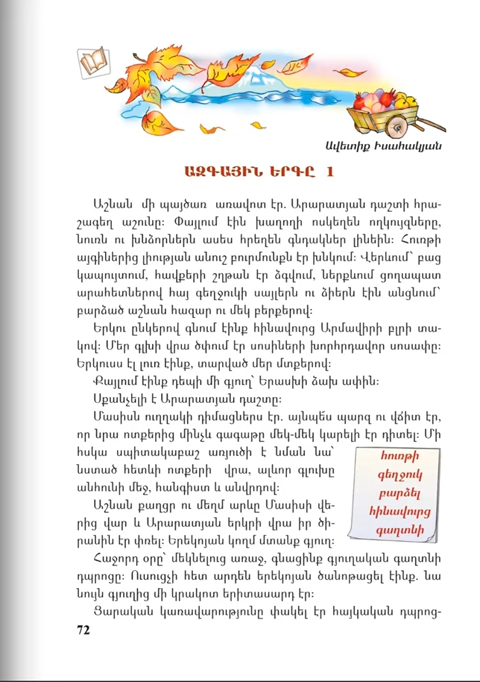 Ավետիք Իսահակյան
ԱԶԳԱՅԻՆ ԵՐԳԸ 1
Աշնան մի պայծառ առավոտ էր. Արարատյան դաշտի հրա-
շագեղ աշունը: Փայլում էին խաղողի ոսկեղեն ողկույզները,
նուռն ու խնձորներն ասես հրեղեն գնդակներ լինեին: Հուռթի
այգիներից լիության անուշ բուրմունքն էր խնկում: Վերևում՝ բաց
կապույտում, հավքերի շղթան էր ձգվում, ներքևում ցողապատ
արահետներով հայ գեղջուկի սայլերն ու ձիերն էին անցնում՝
բարձած աշնան հազար ու մեկ բերքերով:
Երկու ընկերով գնում էինք հինավուրց Արմավիրի բլրի տա-
կով: Մեր գլխի վրա ծփում էր սոսիների խորհրդավոր սոսափը:
Երկուսս էլ լուռ էինք, տարված մեր մտքերով:
Քայլում էինք դեպի մի գյուղ՝ Երասխի ձախ ափին:
Սքանչելի է Արարատյան դաշտը:
Մասիսն ուղղակի դիմացներս էր. այնպե՜ս պարզ ու վճիտ էր,
որ նրա ոտքերից մինչև գագաթը մեկ-մեկ կարելի էր դիտել: Մի
հսկա սպիտակաբաշ առյուծի է նման նա՝
նստած հետևի ոտքերի վրա, ալևոր գլուխը
անհունի մեջ, հանգիստ և անվրդով:
Աշնան քաղցր ու մեղմ արևը Մասիսի վե-
րից վար և Արարատյան երկրի վրա իր ծի-
րանին էր փռել: Երեկոյան կողմ մտանք գյուղ:
հուռթի
գեղջուկ
բարձել
հինավուրց
գաղտնի
Հաջորդ օրը՝ մեկնելուց առաջ, գնացինք գյուղական գաղտնի
դպրոցը: Ուսուցչի հետ արդեն երեկոյան ծանոթացել էինք. նա
նույն գյուղից մի կրակոտ երիտասարդ էր:
Ցարական կառավարությունը փակել էր հայկական դպրոց-
72